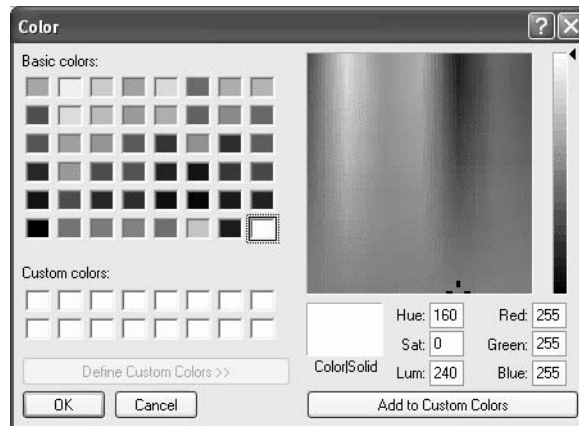 Color
Basic colors:
Custom colors:
Define Custom Colors >>
OK Cancel
Color|Solid
Hue: 160 Red: 255
Sat: 0 Green: 255
Lum: 240 Blue: 255
Add to Custom Colors